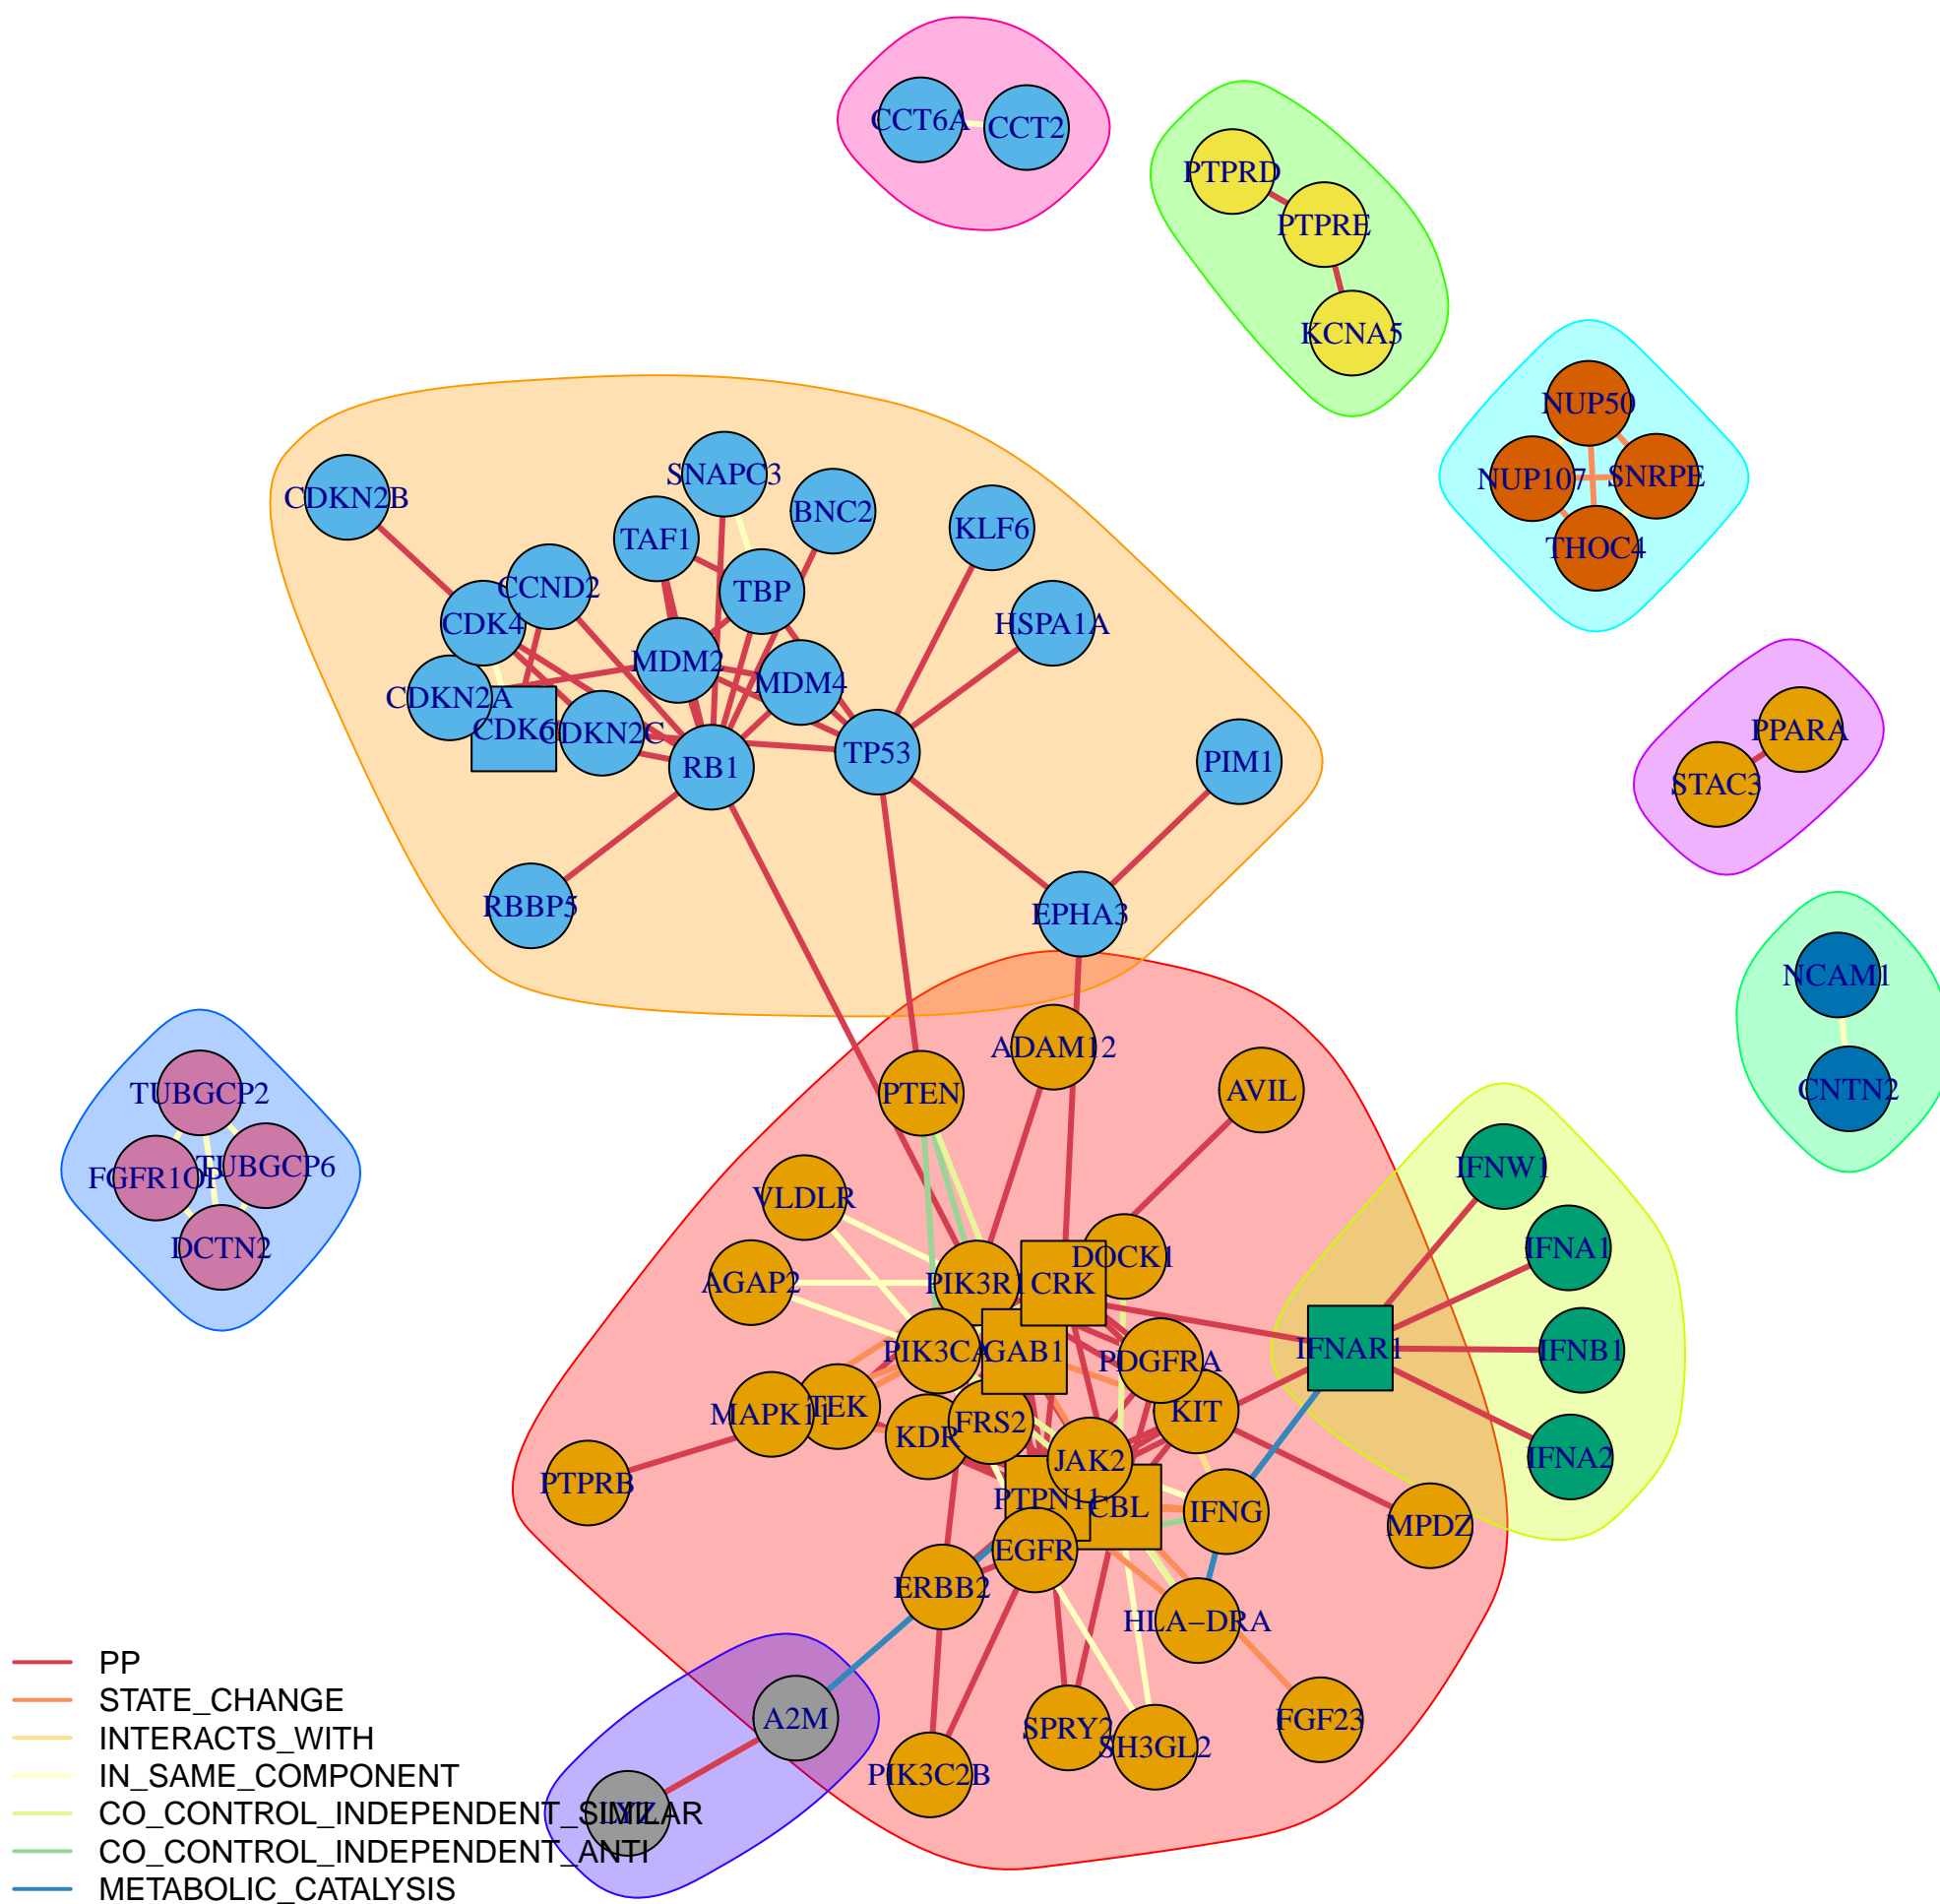 CCT6A
CCT2
PTPRD
PTPRE
KCNA5
NUP50
NUP107
SNRPE
THOC4
SNAPC3
CDKN2B
BNC2
TAF1
KLF6
CCND2
TBP
CDK4
HSPA1A
MDM2
MDM4
CDKN2A
CDK6
CDKN2C
PPARA
TP53
RB1
PIM1
STAC3
RBBP5
EPHA3
NCAM1
ADAM12
CNTN2
AVIL
PTEN
TUBGCP2
IFNW1
TUBGCP6
FGFR1OP
VLDLR
DCTN2
IFNA1
DOCK1
AGAP2
PIK3R1
CRK
IFNAR1
IFNB1
PIK3CA
GAB1
PDGFRA
MAPK11
TEK
KIT
FRS2
KDR
IFNA2
JAK2
PTPRB
PTPN11
CBL
IFNG
MPDZ
EGFR
ERBB2
HLA-DRA
A2M
SPRY2
FGF23
SH3GL2
PIK3C2B
LYZ
PP
STATE_CHANGE
INTERACTS_WITH
IN_SAME_COMPONENT
CO_CONTROL_INDEPENDENT_SIMILAR
CO_CONTROL_INDEPENDENT_ANTI
METABOLIC_CATALYSIS